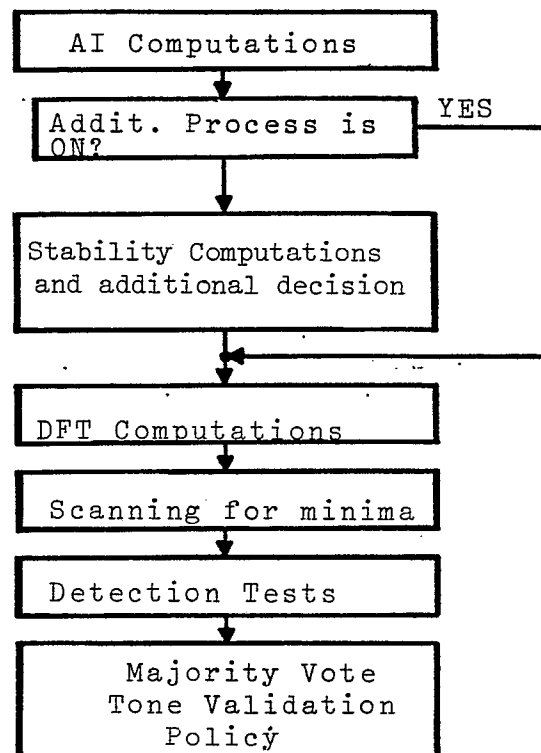 AI Computations
Addit. Process is
ON?
YES
Stability Computations
and additional decision
DFT Computations
Scanning for minima
Detection Tests
Majority Vote
Tone Validation
Policy